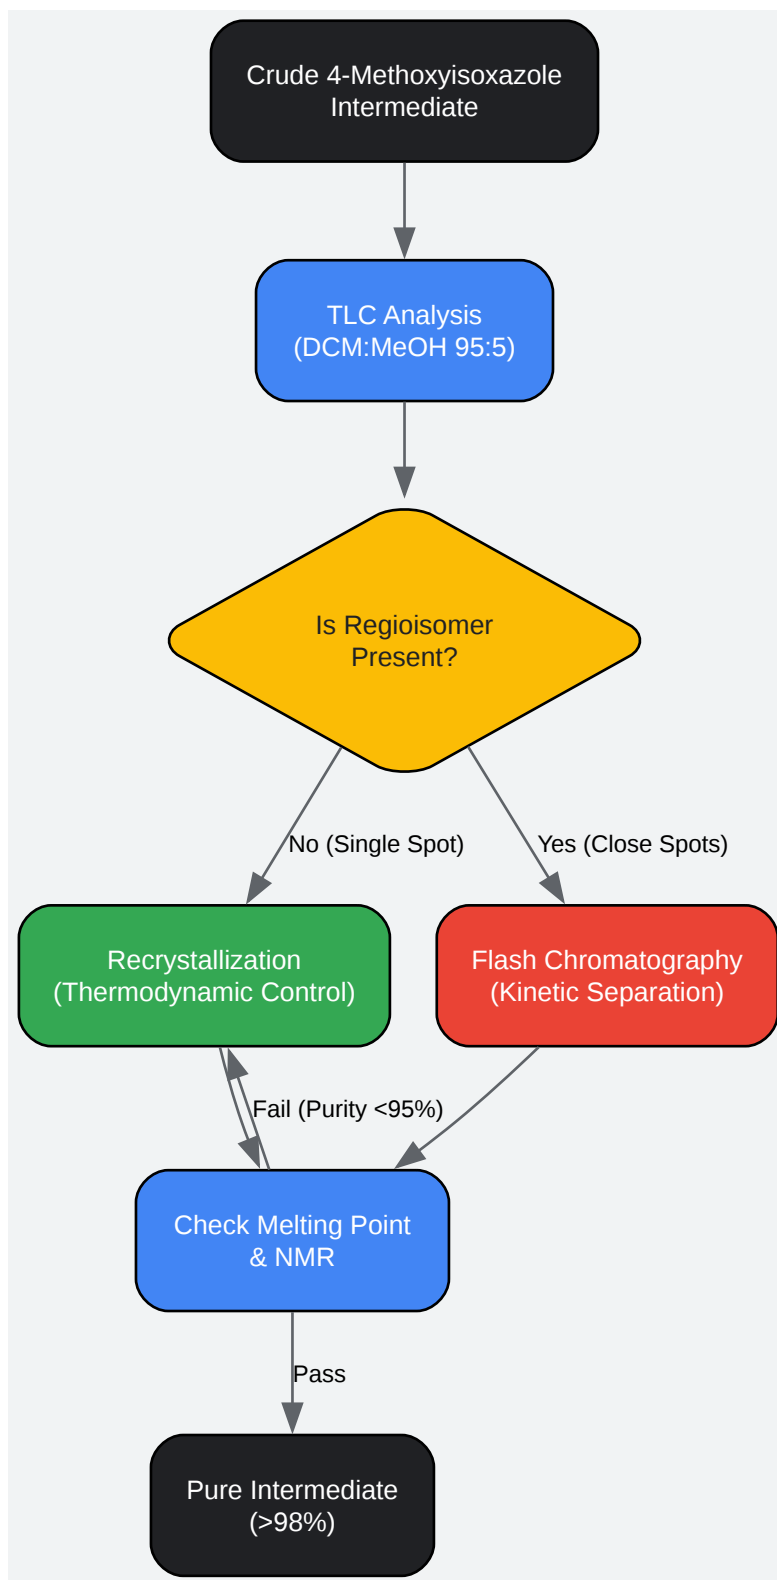 Crude 4-Methoxyisoxazole
Intermediate
TLC Analysis
(DCM:MeOH 95:5)
Is Regioisomer
Present?
No (Single Spot)
Yes (Close Spots)
Recrystallization
(Thermodynamic Control)
Flash Chromatography
(Kinetic Separation)
Fail (Purity <95%)
Check Melting Point
& NMR
Pass
Pure Intermediate
(>98%)